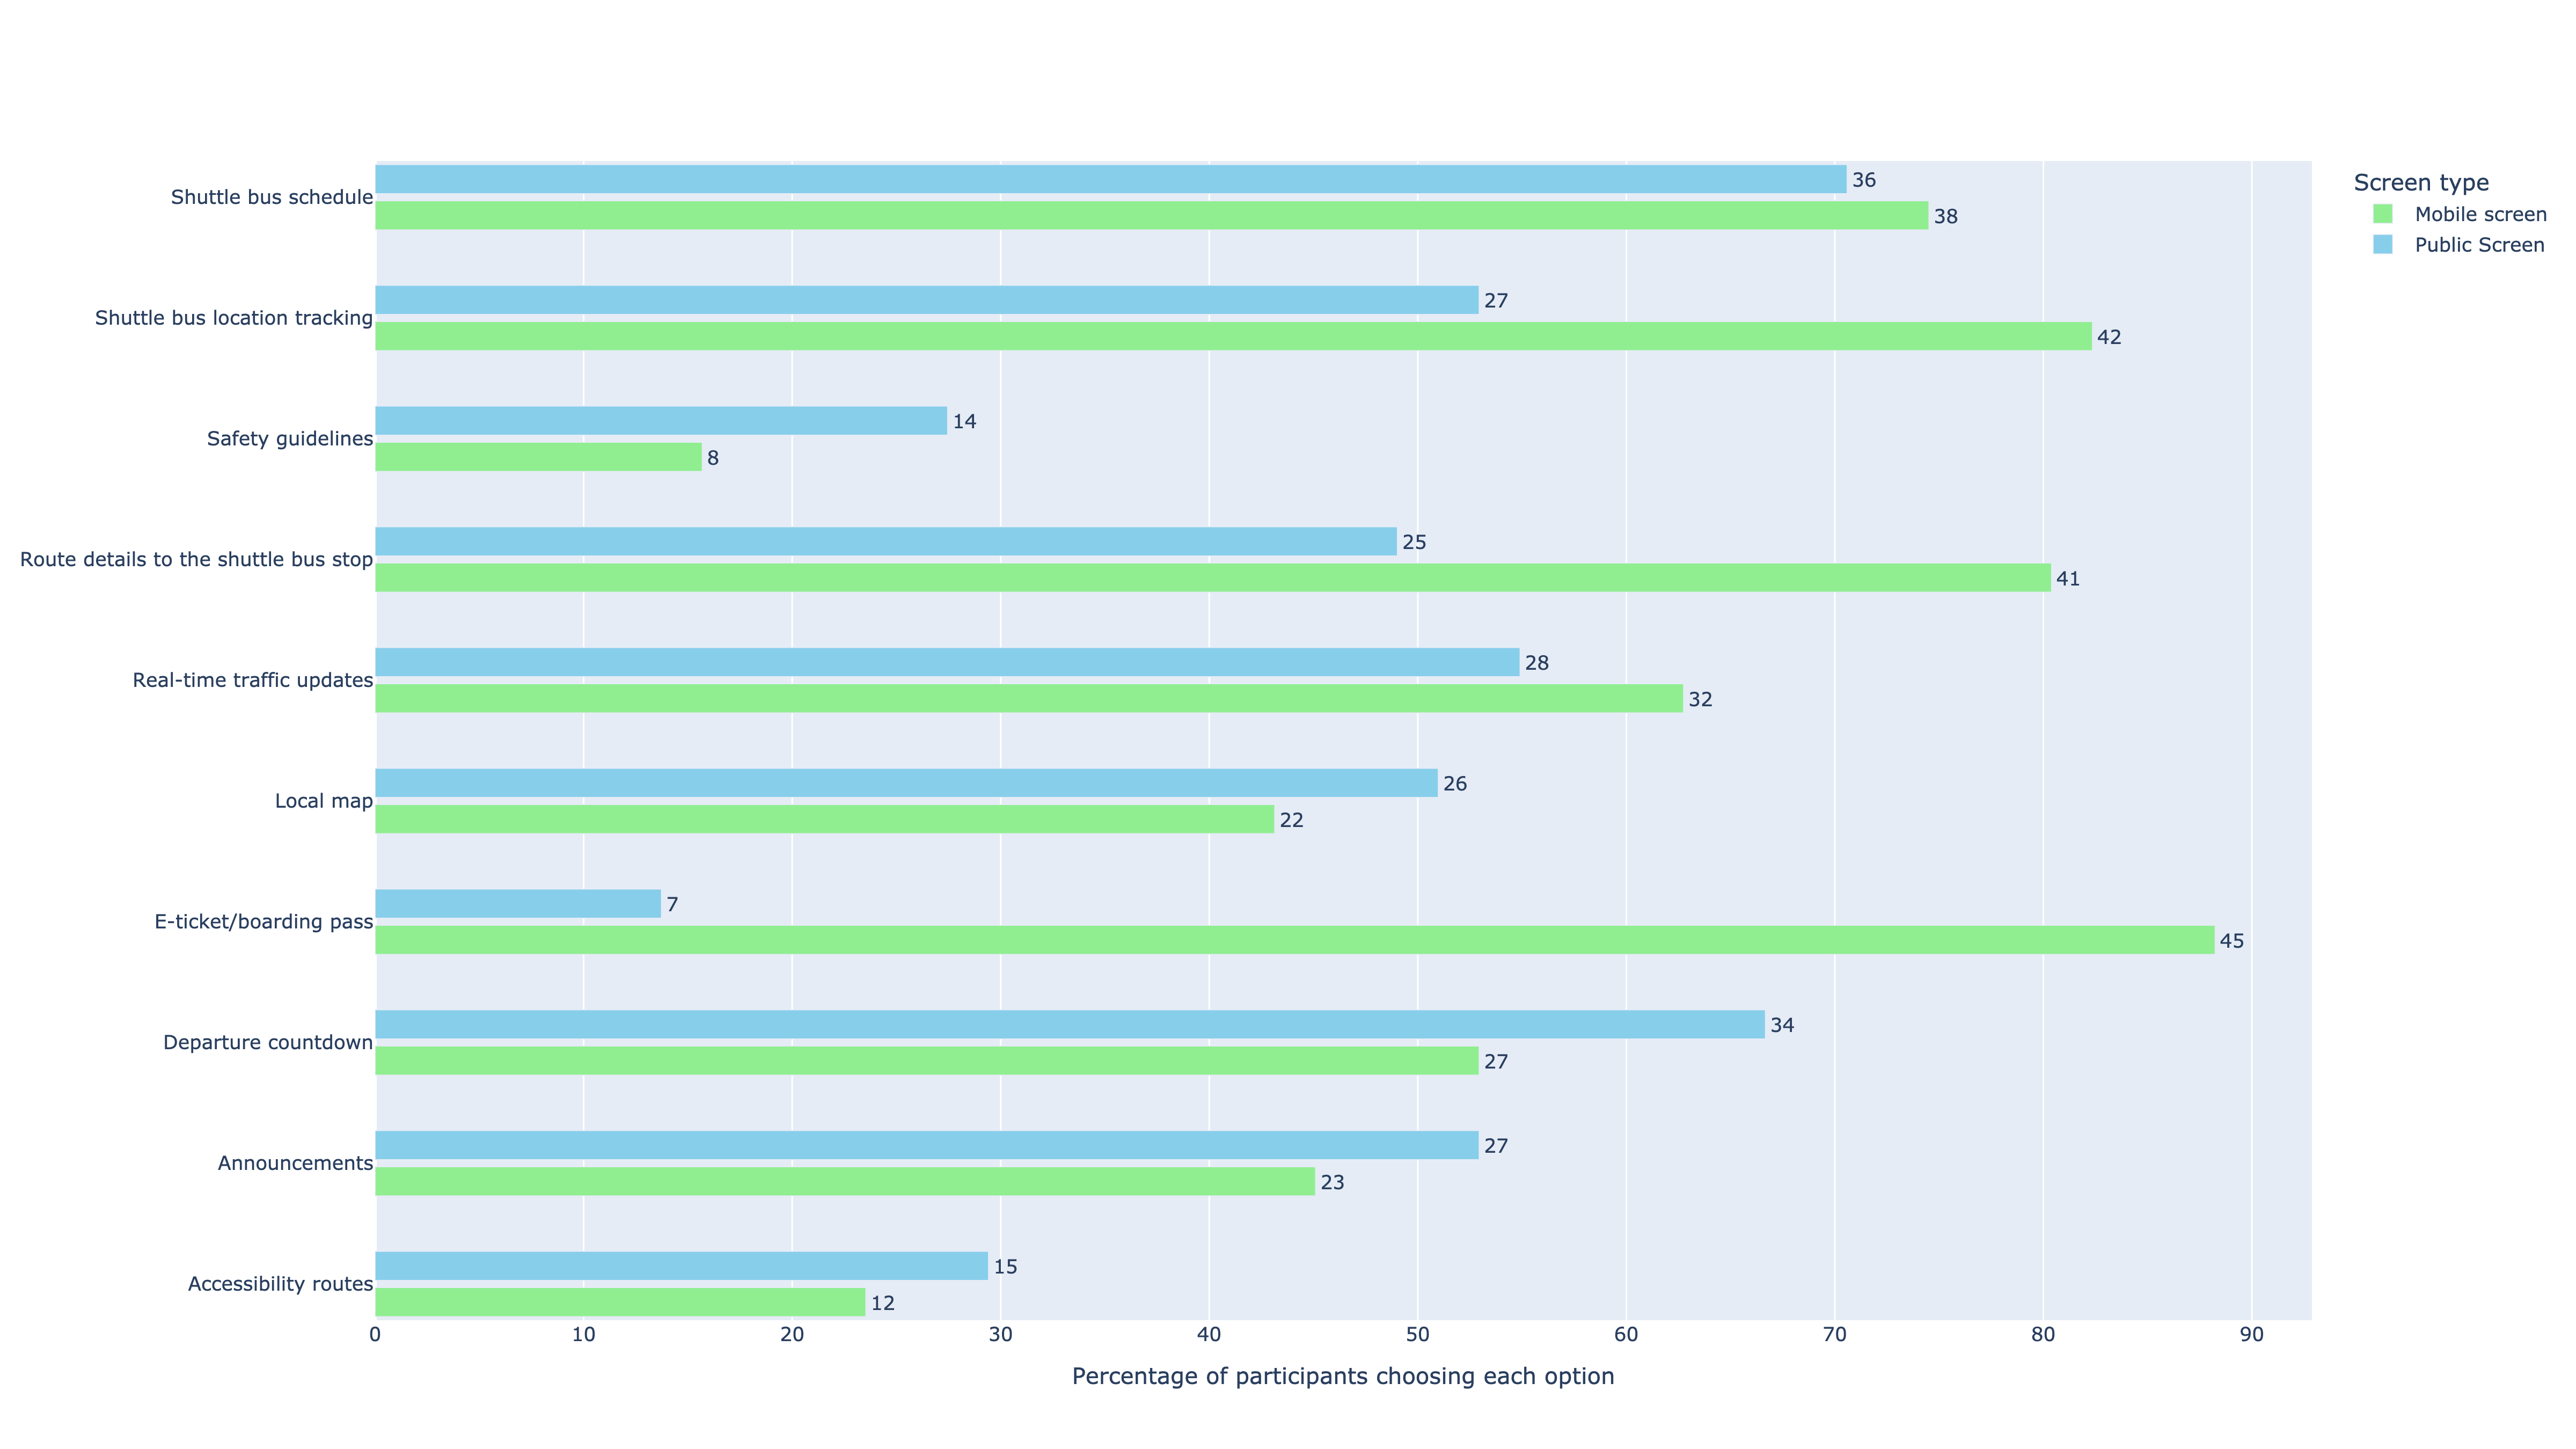 Screen type
Mobile screen
Public Screen
Shuttle bus schedule
36
38
Shuttle bus location tracking
27
42
Safety guidelines
14
8
Route details to the shuttle bus stop
25
41
Real-time traffic updates
28
32
Local map
26
22
E-ticket/boarding pass
7
45
Departure countdown
34
27
Announcements
27
23
Accessibility routes
15
12
0 10 20 30 40 50 60 70 80 90
Percentage of participants choosing each option